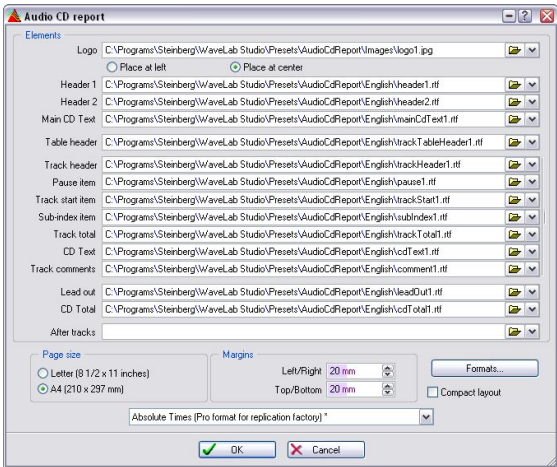 Audio CD report
Elements
Logo C:\Programs\Steinberg\WaveLab Studio\Presets\AudioCdReport\Images\logo1.jpg
Place at left Place at center
Header 1 C:\Programs\Steinberg\WaveLab Studio\Presets\AudioCdReport\English\header1.rtf
Header 2 C:\Programs\Steinberg\WaveLab Studio\Presets\AudioCdReport\English\header2.rtf
Main CD Text C:\Programs\Steinberg\WaveLab Studio\Presets\AudioCdReport\English\mainCdText1.rtf
Table header C:\Programs\Steinberg\WaveLab Studio\Presets\AudioCdReport\English\trackTableHeader1.rtf
Track header C:\Programs\Steinberg\WaveLab Studio\Presets\AudioCdReport\English\trackHeader1.rtf
Pause item C:\Programs\Steinberg\WaveLab Studio\Presets\AudioCdReport\English\pause1.rtf
Track start item C:\Programs\Steinberg\WaveLab Studio\Presets\AudioCdReport\English\trackStart1.rtf
Sub-index item C:\Programs\Steinberg\WaveLab Studio\Presets\AudioCdReport\English\subIndex1.rtf
Track total C:\Programs\Steinberg\WaveLab Studio\Presets\AudioCdReport\English\trackTotal1.rtf
CD Text C:\Programs\Steinberg\WaveLab Studio\Presets\AudioCdReport\English\cdText1.rtf
Track comments C:\Programs\Steinberg\WaveLab Studio\Presets\AudioCdReport\English\comment1.rtf
Lead out C:\Programs\Steinberg\WaveLab Studio\Presets\AudioCdReport\English\leadOut1.rtf
CD Total C:\Programs\Steinberg\WaveLab Studio\Presets\AudioCdReport\English\cdTotal1.rtf
After tracks
Page size
Letter (8 1/2 x 11 inches)
A4 (210 x 297 mm)
Margins
Left/Right 20 mm
Top/Bottom 20 mm
Formats...
Compact layout
Absolute Times (Pro format for replication factory) *
OK Cancel